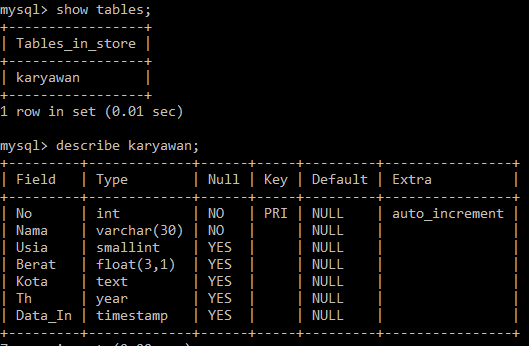 mysql> show tables;
+-----------------+
| Tables_in_store |
+-----------------+
| karyawan        |
+-----------------+
1 row in set (0.01 sec)
mysql> describe karyawan;
+---------+-------------+------+-----+---------+----------------+
| Field   | Type        | Null | Key | Default | Extra          |
+---------+-------------+------+-----+---------+----------------+
| No      | int         | NO   | PRI | NULL    | auto_increment |
| Nama    | varchar(30) | NO   |     | NULL    |                |
| Usia    | smallint    | YES  |     | NULL    |                |
| Berat   | float(3,1)  | YES  |     | NULL    |                |
| Kota    | text        | YES  |     | NULL    |                |
| Th      | year        | YES  |     | NULL    |                |
| Data_In | timestamp   | YES  |     | NULL    |                |
+---------+-------------+------+-----+---------+----------------+